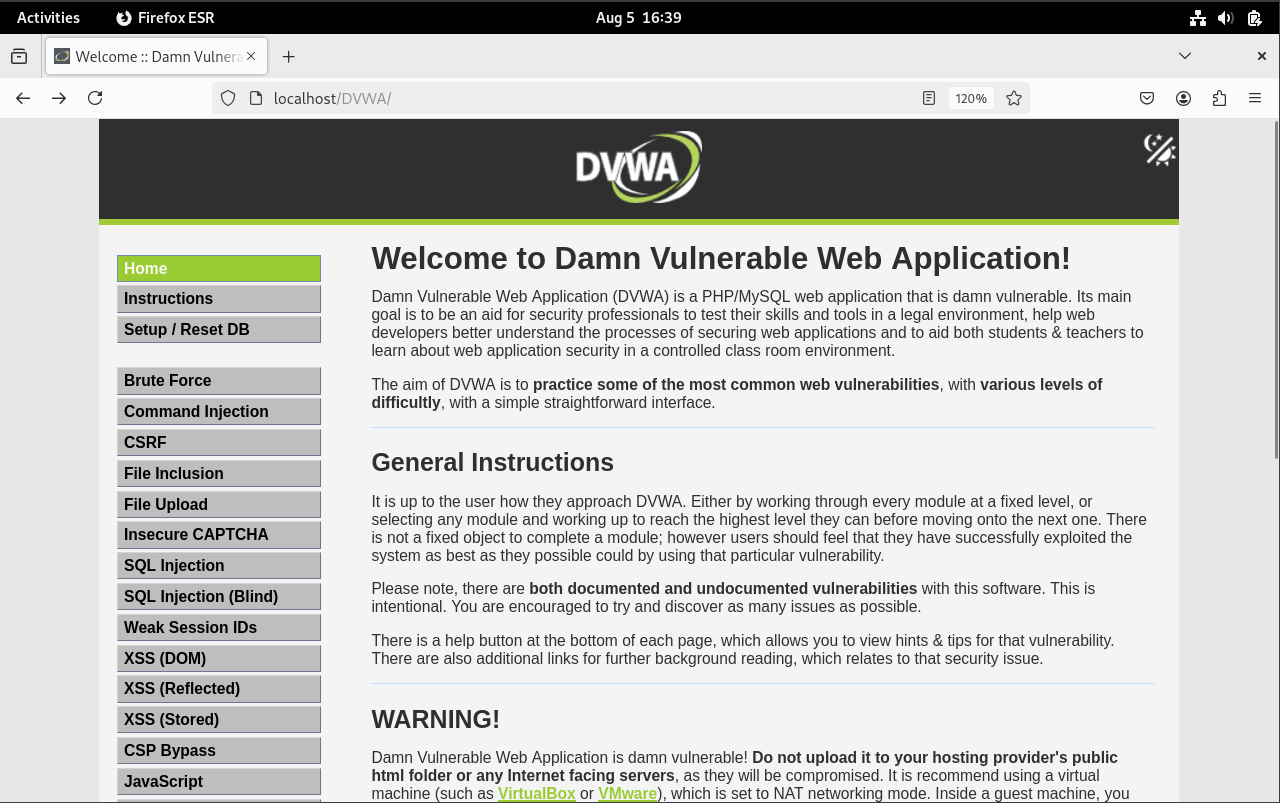 Activities Firefox ESR Aug 5 16:39
Welcome :: Damn Vulnera
localhost/DVWA/ 120%
DVWA
Home
Instructions
Setup / Reset DB
Brute Force
Command Injection
CSRF
File Inclusion
File Upload
Insecure CAPTCHA
SQL Injection
SQL Injection (Blind)
Weak Session IDs
XSS (DOM)
XSS (Reflected)
XSS (Stored)
CSP Bypass
JavaScript
Welcome to Damn Vulnerable Web Application!
Damn Vulnerable Web Application (DVWA) is a PHP/MySQL web application that is damn vulnerable. Its main
goal is to be an aid for security professionals to test their skills and tools in a legal environment, help web
developers better understand the processes of securing web applications and to aid both students & teachers to
learn about web application security in a controlled class room environment.
The aim of DVWA is to practice some of the most common web vulnerabilities, with various levels of
difficultly, with a simple straightforward interface.
General Instructions
It is up to the user how they approach DVWA. Either by working through every module at a fixed level, or
selecting any module and working up to reach the highest level they can before moving onto the next one. There
is not a fixed object to complete a module; however users should feel that they have successfully exploited the
system as best as they possible could by using that particular vulnerability.
Please note, there are both documented and undocumented vulnerabilities with this software. This is
intentional. You are encouraged to try and discover as many issues as possible.
There is a help button at the bottom of each page, which allows you to view hints & tips for that vulnerability.
There are also additional links for further background reading, which relates to that security issue.
WARNING!
Damn Vulnerable Web Application is damn vulnerable! Do not upload it to your hosting provider's public
html folder or any Internet facing servers, as they will be compromised. It is recommend using a virtual
machine (such as VirtualBox or VMware), which is set to NAT networking mode. Inside a guest machine, you